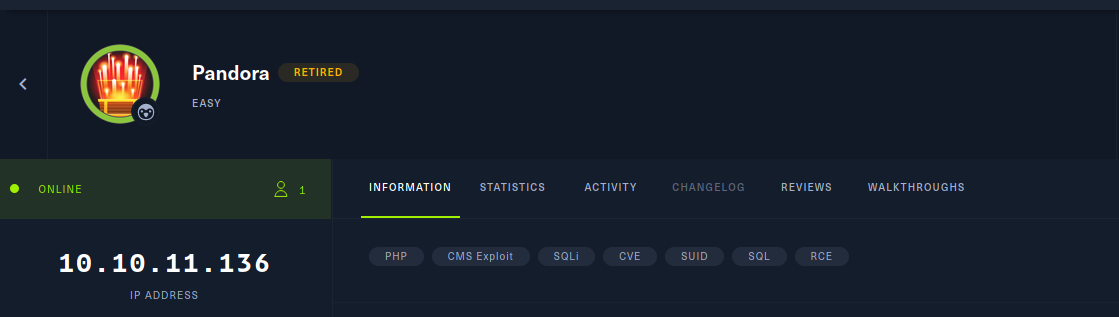 Pandora RETIRED
EASY
ONLINE 1
INFORMATION STATISTICS ACTIVITY CHANGELOG REVIEWS WALKTHROUGHS
PHP CMS Exploit SQLi CVE SUID SQL RCE
10.10.11.136
IP ADDRESS